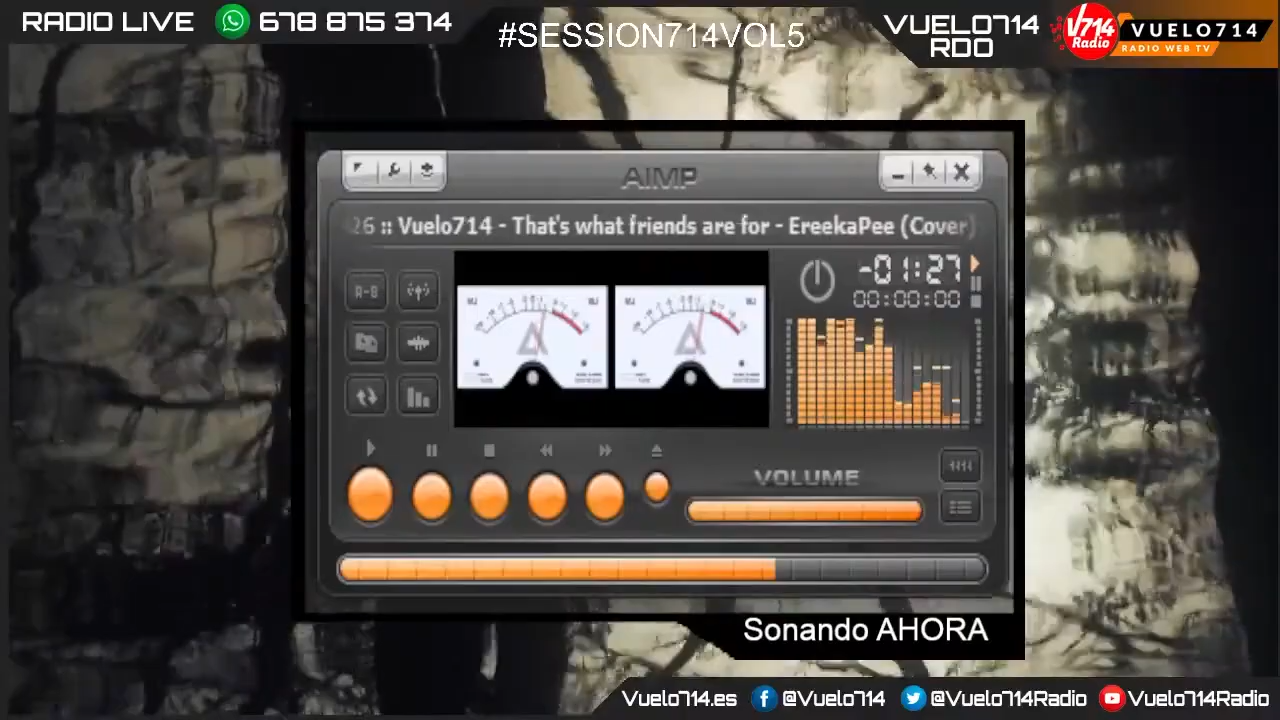 RADIO LIVE 678 875 374
#SESSION714VOL5
VUELO714
RDO
V714
Radio
VUELO714
RADIO WEB TV
AIMP
26 :: Vuelo714 - That's what friends are for - EreekaPee (Cover)
A-B
-01:27
00:00:00
VOLUME
Sonando AHORA
Vuelo714.es @Vuelo714 @Vuelo714Radio Vuelo714Radio